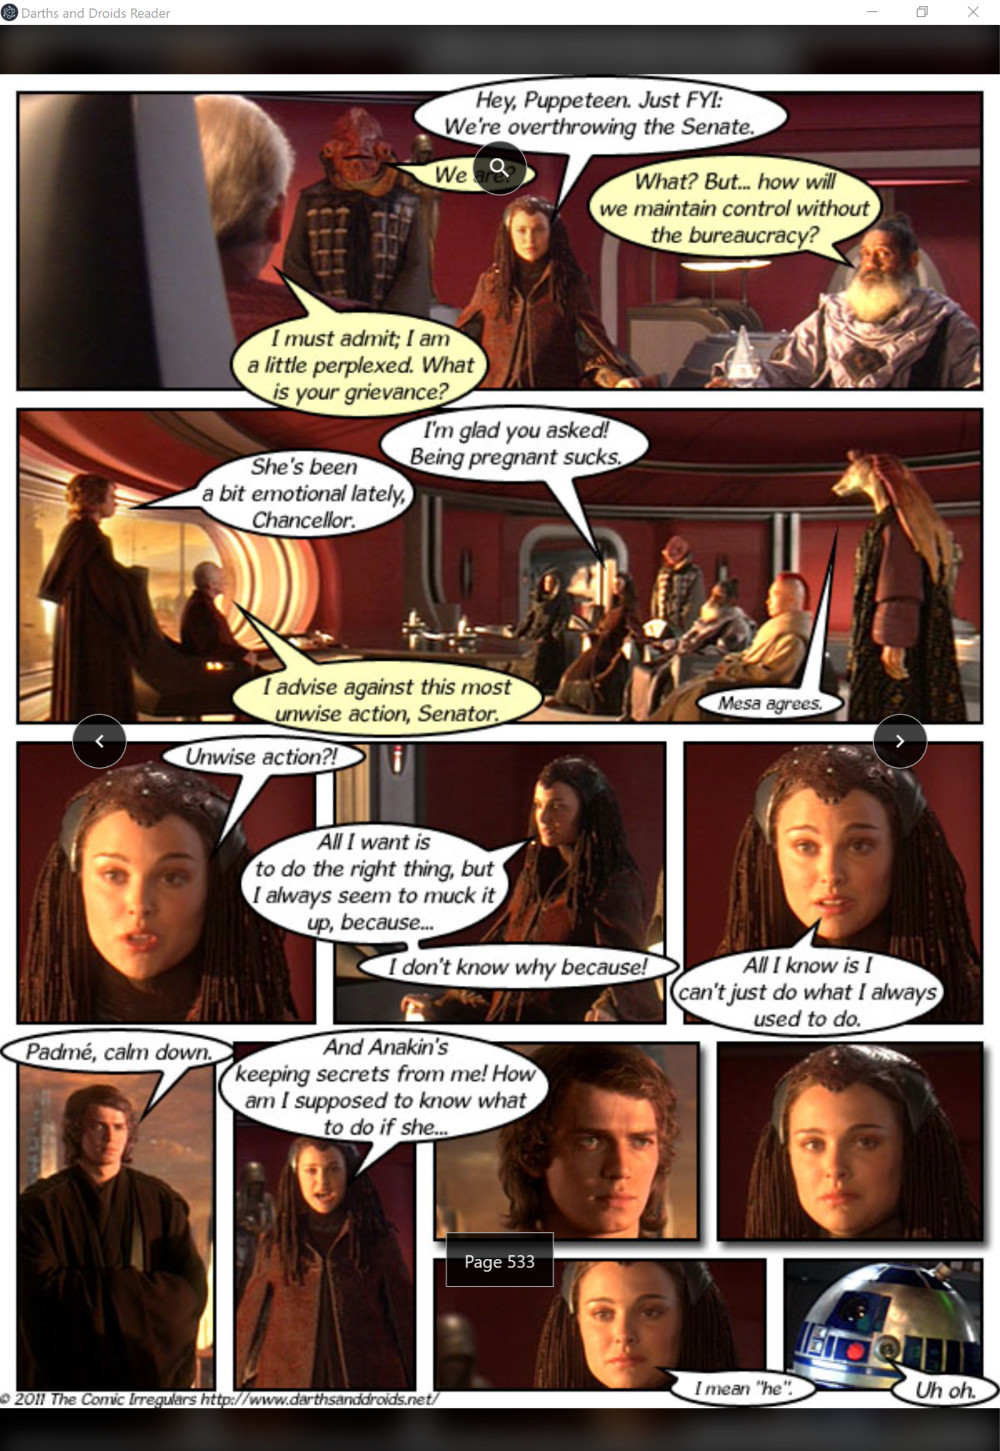 Darths and Droids Reader
Hey, Puppeteen. Just FYI:
We're overthrowing the Senate.
We are?
What? But... how will
we maintain control without
the bureaucracy?
I must admit; I am
a little perplexed. What
is your grievance?
I'm glad you asked!
Being pregnant sucks.
She's been
a bit emotional lately,
Chancellor.
I advise against this most
unwise action, Senator.
Mesa agrees.
Unwise action?!
All I want is
to do the right thing, but
I always seem to muck it
up, because...
I don't know why because!
All I know is I
can't just do what I always
used to do.
Padmé, calm down.
And Anakin's
keeping secrets from me! How
am I supposed to know what
to do if she...
Page 533
I mean "he".
Uh oh.
© 2011 The Comic Irregulars http://www.darthsanddroids.net/